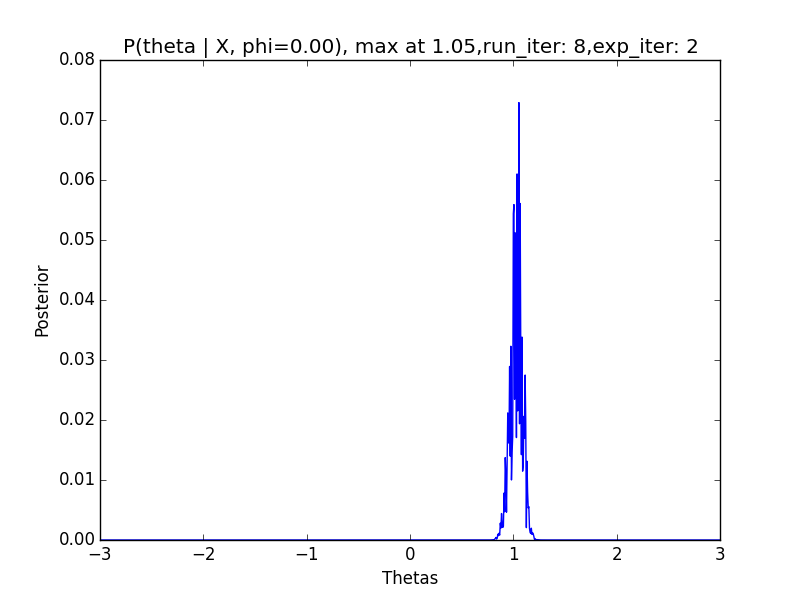 P(theta | X, phi=0.00), max at 1.05,run_iter: 8,exp_iter: 2
0.08
0.07
0.06
0.05
0.04
0.03
0.02
0.01
0.00
Posterior
−3 −2 −1 0 1 2 3
Thetas